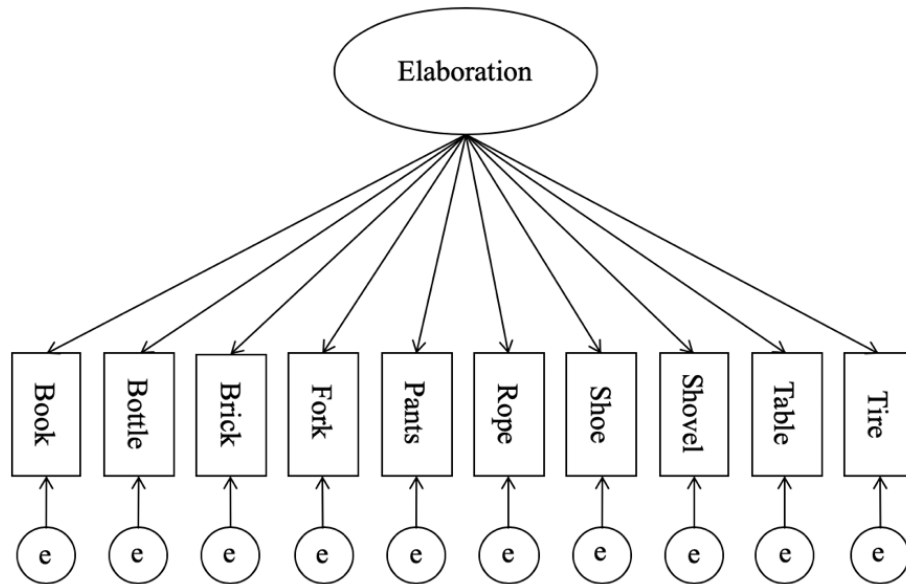 Elaboration
Book
Bottle
Brick
Fork
Pants
Rope
Shoe
Shovel
Table
Tire
e
e
e
e
e
e
e
e
e
e